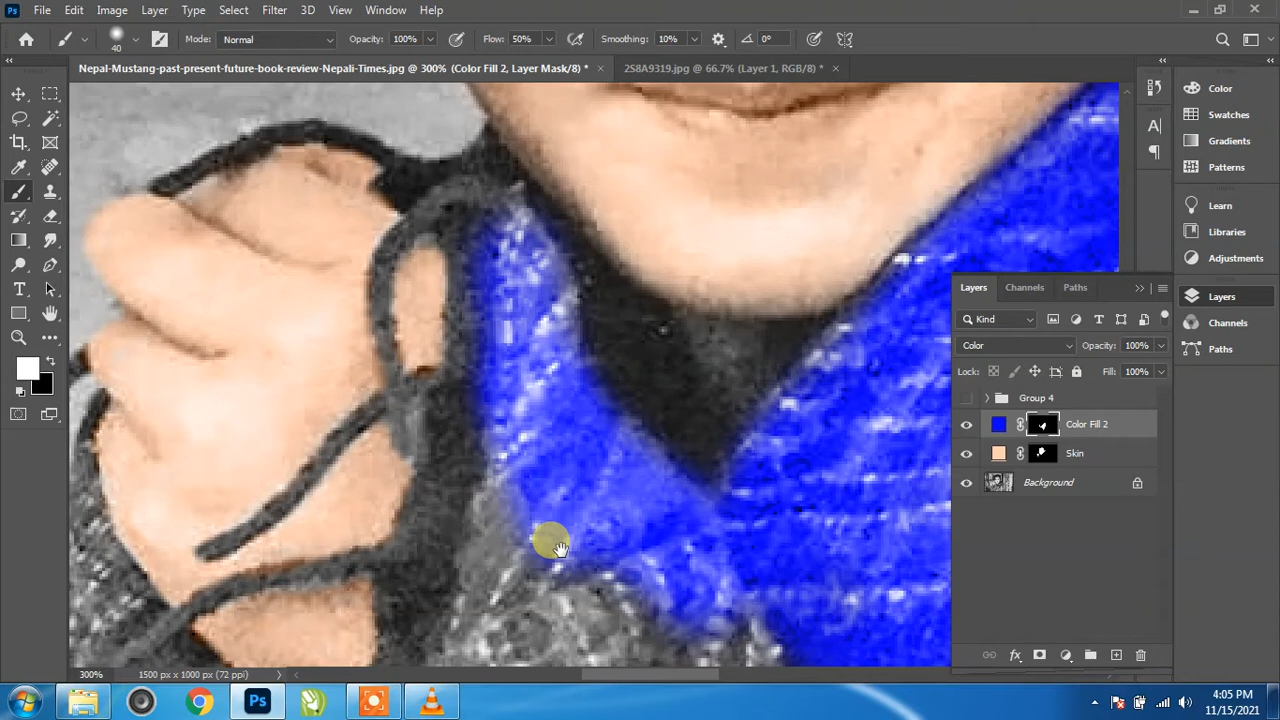 Ps File Edit Image Layer Type Select Filter 3D View Window Help
40 Mode: Normal Opacity: 100% Flow: 50% Smoothing: 10% 0°
Nepal-Mustang-past-present-future-book-review-Nepali-Times.jpg @ 300% (Color Fill 2, Layer Mask/8) * × 2S8A9319.jpg @ 66.7% (Layer 1, RGB/8) * ×
Color
Swatches
Gradients
Patterns
Learn
Libraries
Adjustments
Layers
Channels
Paths
Layers Channels Paths
Kind
Color Opacity: 100%
Lock: Fill: 100%
Group 4
Color Fill 2
Skin
Background
fx
300% 1500 px x 1000 px (72 ppi)
Ps
4:05 PM
11/15/2021